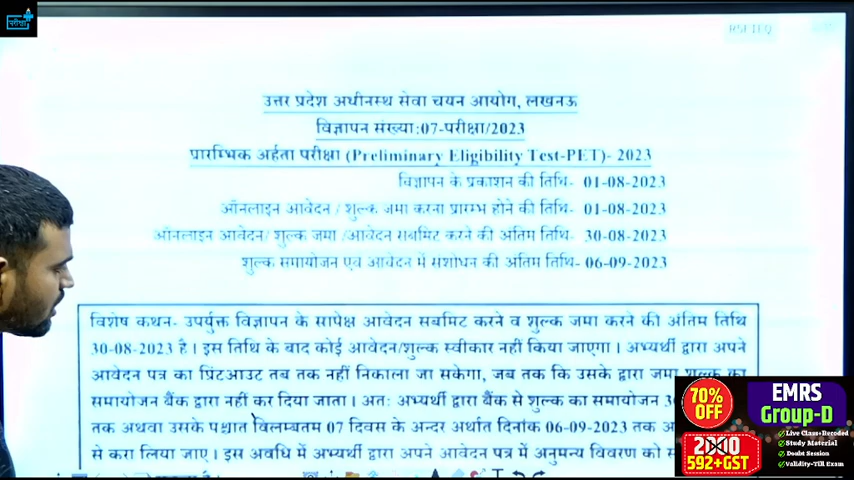 परीक्षा
उत्तर प्रदेश अधीनस्थ सेवा चयन आयोग, लखनऊ
विज्ञापन संख्या:07-परीक्षा/2023
प्रारम्भिक अर्हता परीक्षा (Preliminary Eligibility Test-PET)- 2023
विज्ञापन के प्रकाशन की तिथि- 01-08-2023
ऑनलाइन आवेदन / शुल्क जमा करना प्रारम्भ होने की तिथि- 01-08-2023
ऑनलाइन आवेदन/ शुल्क जमा /आवेदन सबमिट करने की अंतिम तिथि- 30-08-2023
शुल्क समायोजन एवं आवेदन में संशोधन की अंतिम तिथि- 06-09-2023
विशेष कथन- उपर्युक्त विज्ञापन के सापेक्ष आवेदन सबमिट करने व शुल्क जमा करने की अंतिम तिथि
30-08-2023 है। इस तिथि के बाद कोई आवेदन/शुल्क स्वीकार नहीं किया जाएगा। अभ्यर्थी द्वारा अपने
आवेदन पत्र का प्रिंटआउट तब तक नहीं निकाला जा सकेगा, जब तक कि उसके द्वारा जमा शुल्क का
समायोजन बैंक द्वारा नहीं कर दिया जाता। अतः अभ्यर्थी द्वारा बैंक से शुल्क का समायोजन
तक अथवा उसके पश्चात विलम्बतम 07 दिवस के अन्दर अर्थात दिनांक 06-09-2023 तक
से करा लिया जाए। इस अवधि में अभ्यर्थी द्वारा अपने आवेदन पत्र में अनुमन्य विवरण को
70%
OFF
EMRS
Group-D
592+GST
Live Class+Recoded
Study Material
Doubt Session
Validity-Till Exam